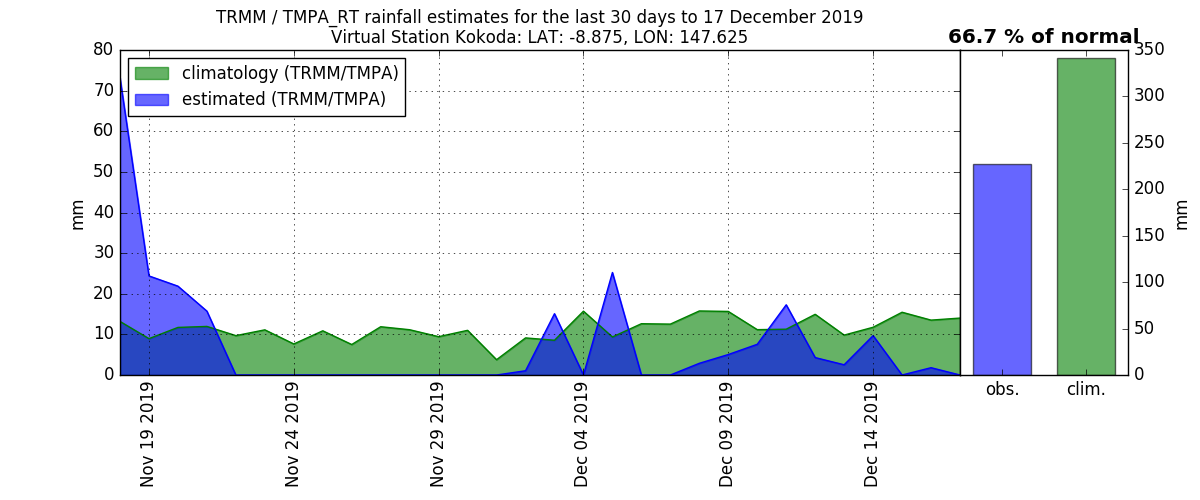 TRMM / TMPA_RT rainfall estimates for the last 30 days to 17 December 2019
Virtual Station Kokoda: LAT: -8.875, LON: 147.625
66.7 % of normal
climatology (TRMM/TMPA)
estimated (TRMM/TMPA)
80
70
60
50
40
30
20
10
0
mm
Nov 19 2019
Nov 24 2019
Nov 29 2019
Dec 04 2019
Dec 09 2019
Dec 14 2019
obs.
clim.
350
300
250
200
150
100
50
0
mm